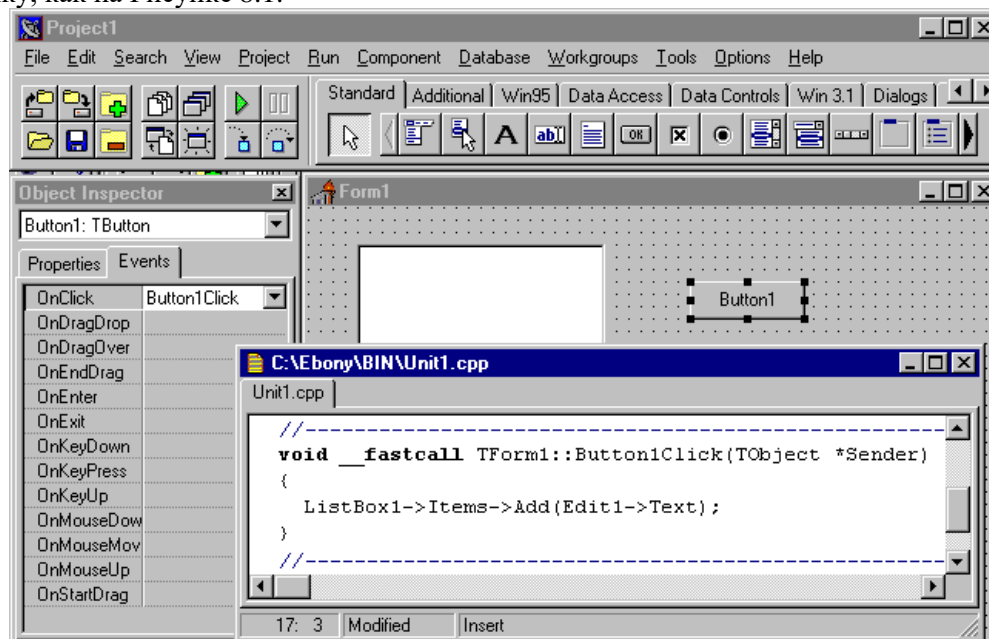 как на Рисунке 8.1.
Project1
File Edit Search View Project Run Component Database Workgroups Tools Options Help
Standard Additional Win95 Data Access Data Controls Win 3.1 Dialogs
A ab OK
Object Inspector
Form1
Button1: TButton
Properties Events
Button1
OnClick Button1Click
OnDragDrop
OnDragOver
OnEndDrag
OnEnter
OnExit
OnKeyDown
OnKeyPress
OnKeyUp
OnMouseDow
OnMouseMov
OnMouseUp
OnStartDrag
C:\Ebony\BIN\Unit1.cpp
Unit1.cpp
//------------------------------------------------------
void __fastcall TForm1::Button1Click(TObject *Sender)
{
ListBox1->Items->Add(Edit1->Text);
}
//------------------------------------------------------
17: 3 Modified Insert